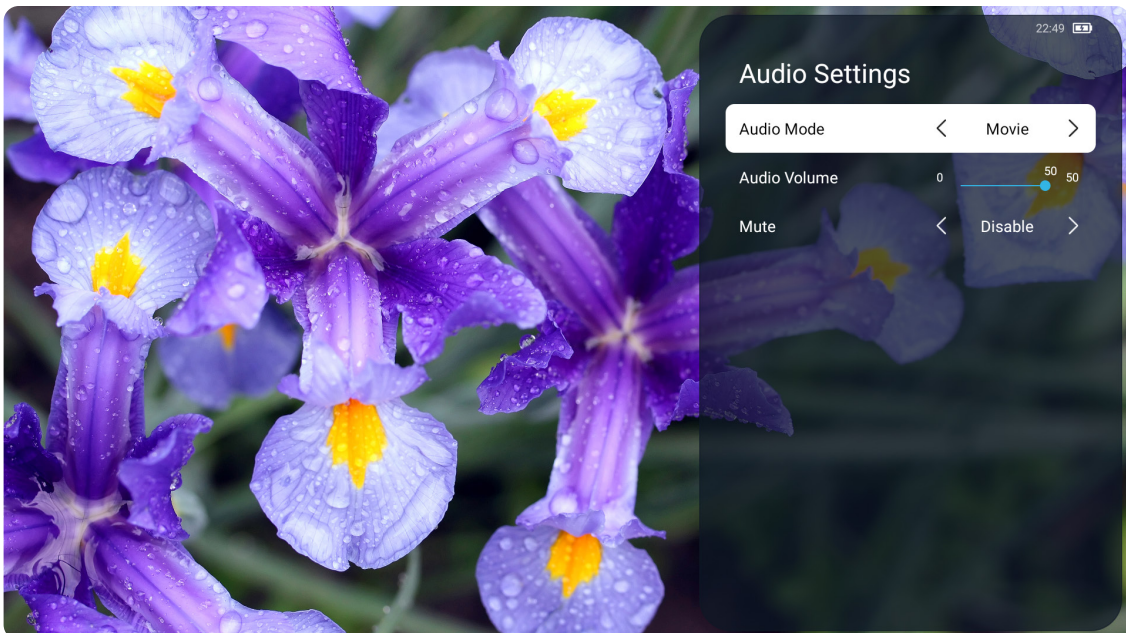 22:49
Audio Settings
Audio Mode Movie
Audio Volume 0 50 50
Mute Disable